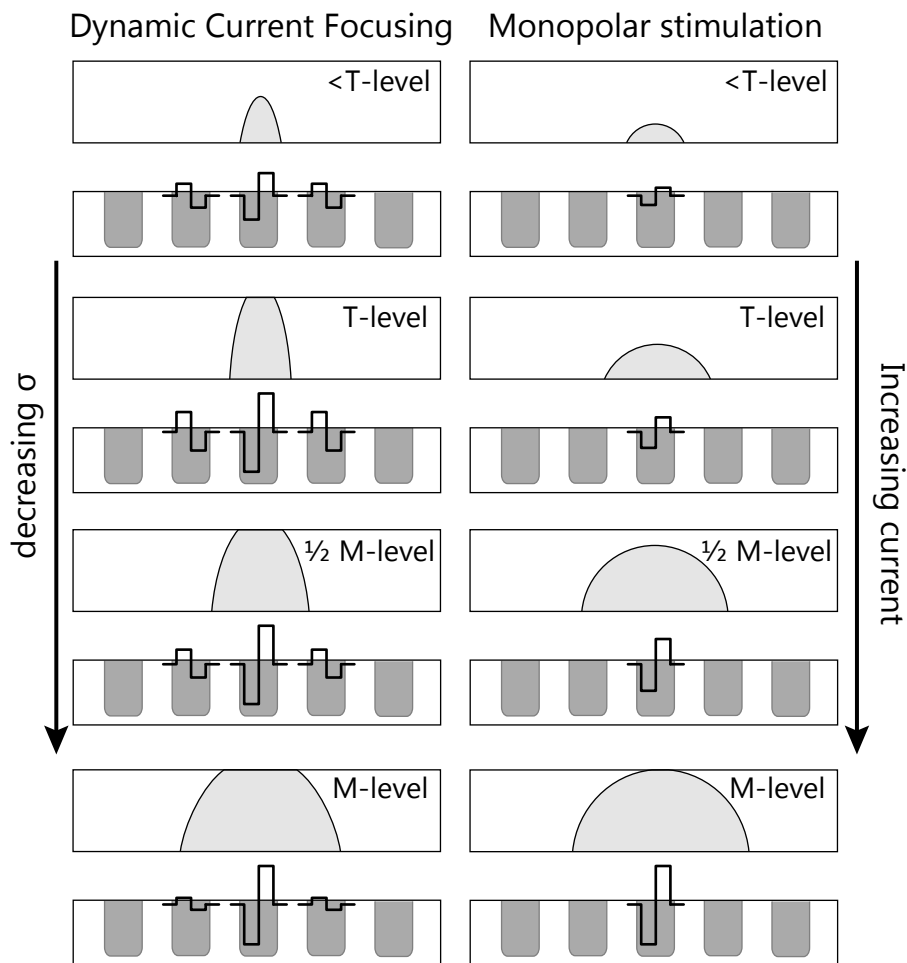 Dynamic Current Focusing
Monopolar stimulation
<T-level
<T-level
T-level
T-level
½ M-level
½ M-level
M-level
M-level
decreasing σ
Increasing current